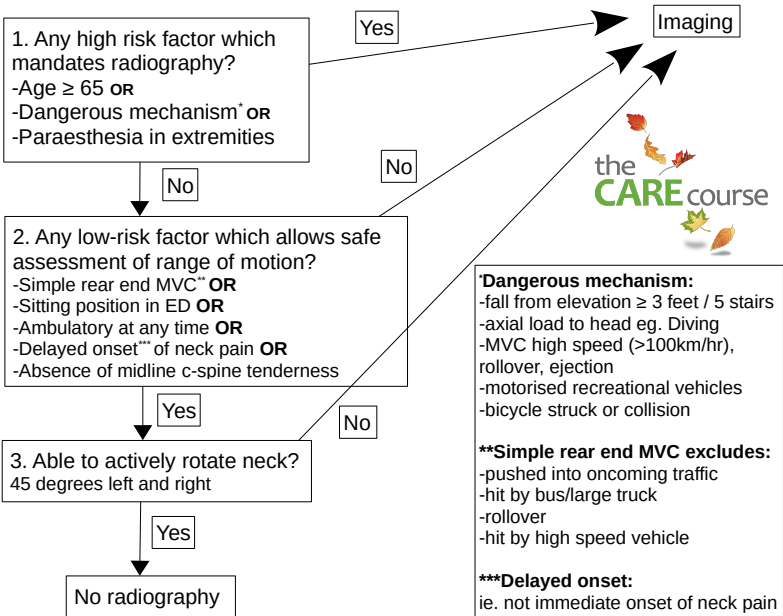 Yes
Imaging
1. Any high risk factor which
mandates radiography?
-Age ≥ 65 OR
-Dangerous mechanism* OR
-Paraesthesia in extremities
No
No
the
CARE course
2. Any low-risk factor which allows safe
assessment of range of motion?
-Simple rear end MVC** OR
-Sitting position in ED OR
-Ambulatory at any time OR
-Delayed onset*** of neck pain OR
-Absence of midline c-spine tenderness
Yes
No
3. Able to actively rotate neck?
45 degrees left and right
Yes
No radiography
*Dangerous mechanism:
-fall from elevation ≥ 3 feet / 5 stairs
-axial load to head eg. Diving
-MVC high speed (>100km/hr),
rollover, ejection
-motorised recreational vehicles
-bicycle struck or collision
**Simple rear end MVC excludes:
-pushed into oncoming traffic
-hit by bus/large truck
-rollover
-hit by high speed vehicle
***Delayed onset:
ie. not immediate onset of neck pain